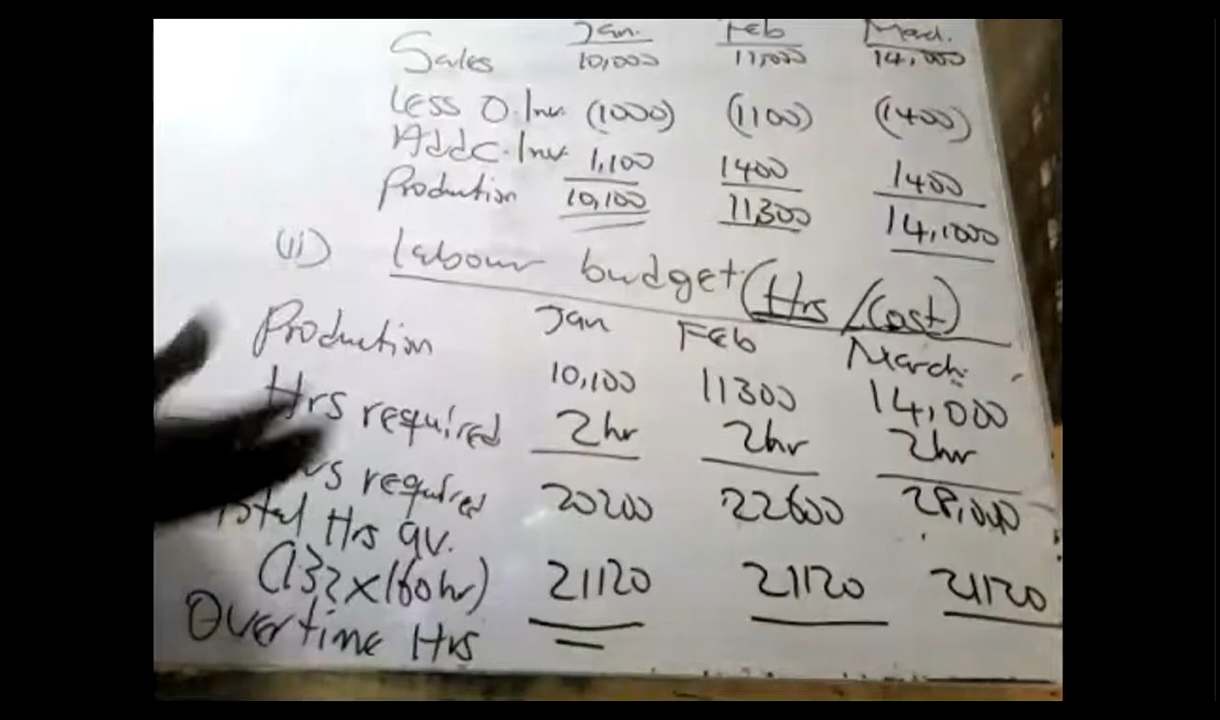 Jan. Feb March.
Sales 10,000 11,000 14,000
Less O. Inv. (1000) (1100) (1400)
Add C. Inv. 1,100 1400 1400
Production 10,100 11,300 14,000
(ii) Labour budget (Hrs/Cost)
Jan Feb March
Production 10,100 11300 14,000
Hrs required 2hr 2hr 2hr
Hrs required 20200 22600 28,000
Total Hrs av.
(132x160hr) 21120 21120 21120
Overtime Hrs